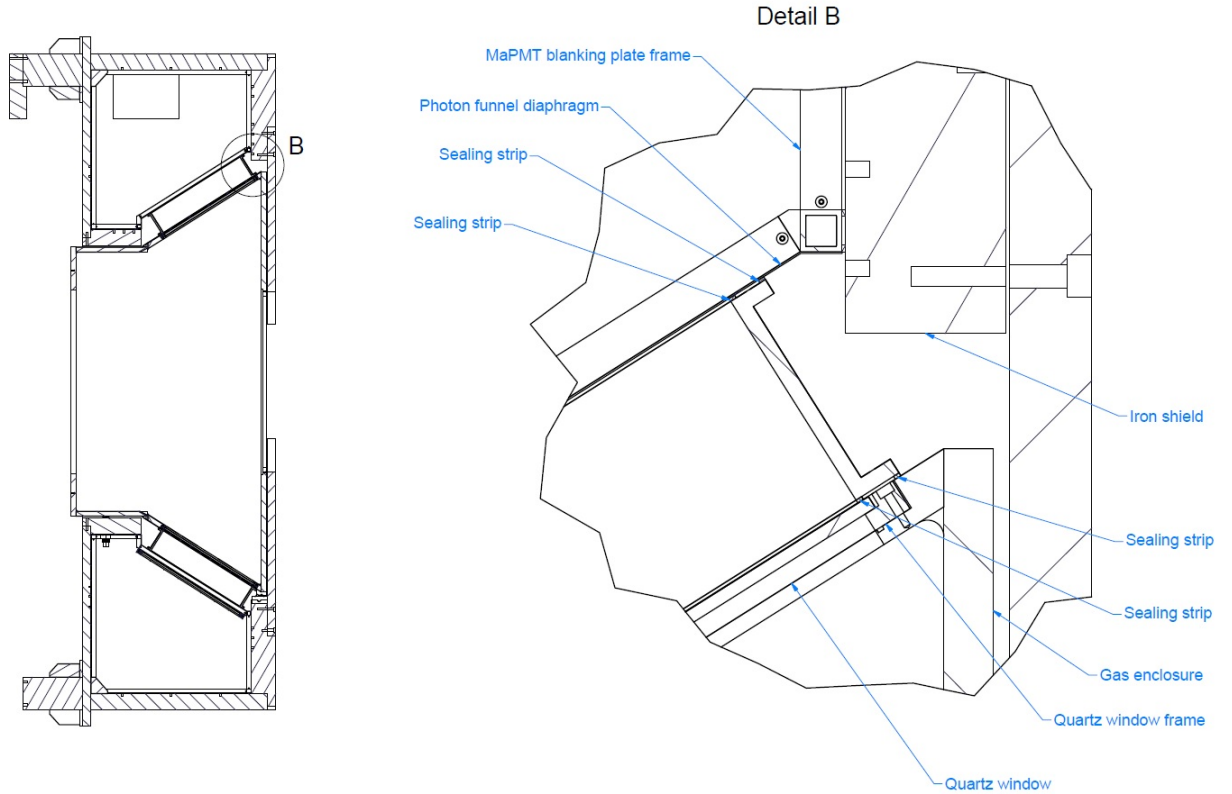 Detail B
MaPMT blanking plate frame
Photon funnel diaphragm
B
Sealing strip
Sealing strip
Iron shield
Sealing strip
Sealing strip
Gas enclosure
Quartz window frame
Quartz window